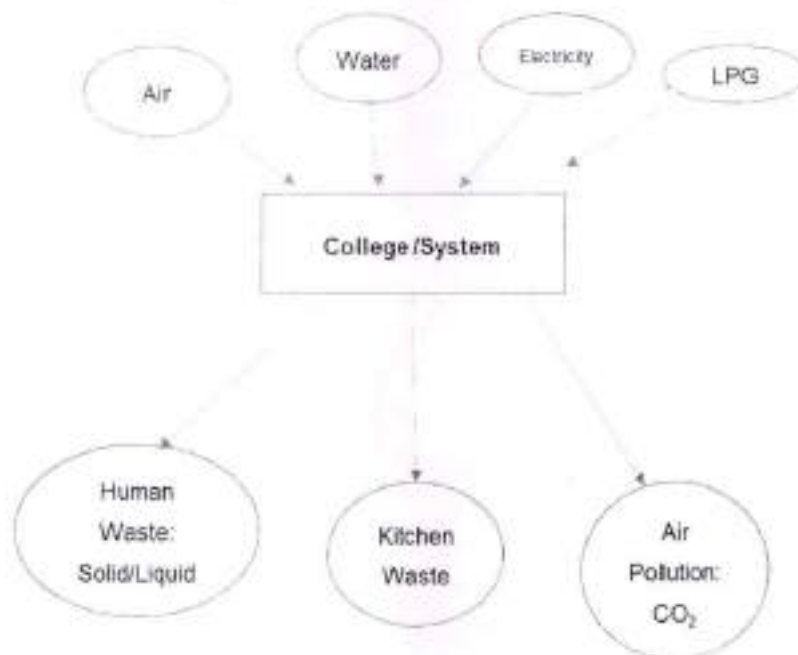 Air
Water
Electricity
LPG
College/System
Human
Waste:
Solid/Liquid
Kitchen
Waste
Air
Pollution:
CO₂